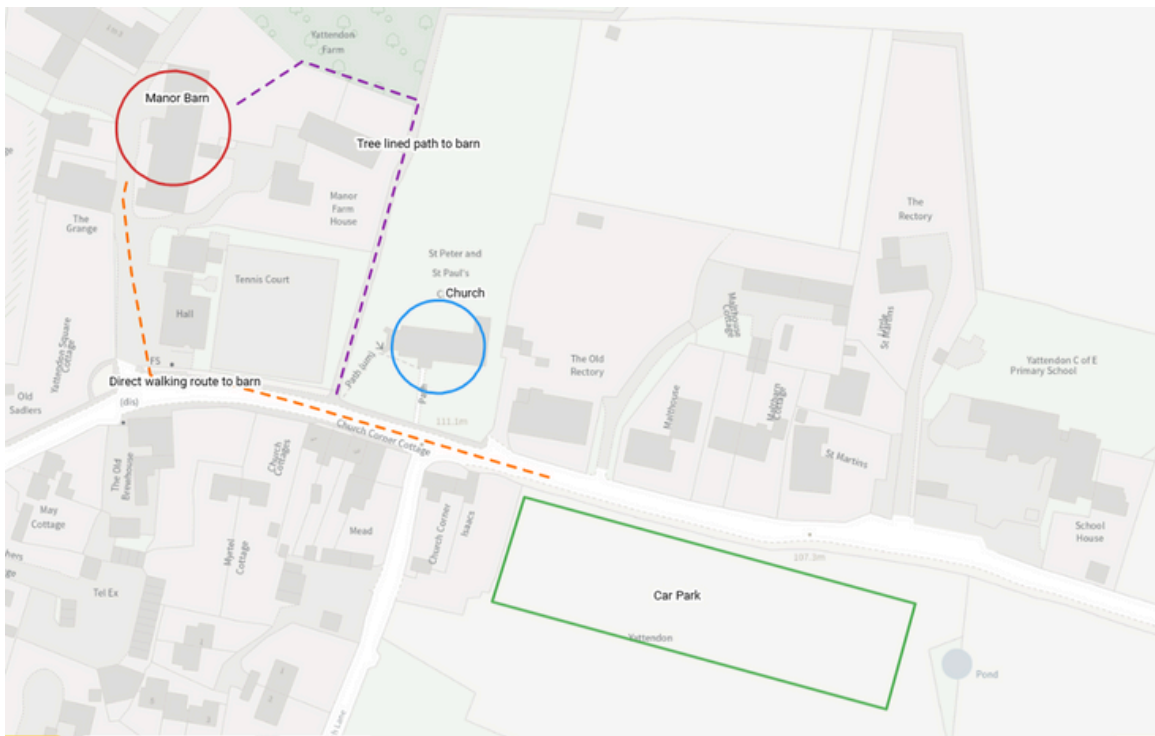 Yattendon
Farm
Manor Barn
Tree lined path to barn
The
Grange
Manor
Farm
House
The
Rectory
St Peter and
St Paul's
C
Church
Tennis Court
Hall
Yattendon Square
Cottage
FS
Path (um)
Path
Malthouse
Cottage
Little
St Martins
Yattendon C of E
Primary School
The Old
Rectory
Direct walking route to barn
Old
Sadlers
(dis)
111.1m
Church Corner Cottage
Malthouse
Cottage
St Martins
The Old
Brewhouse
Church
Cottages
May
Cottage
Mead
Church Corner
Isaacs
Myrtel
Cottage
School
House
107.3m
Tel Ex
Car Park
Yattendon
Pond